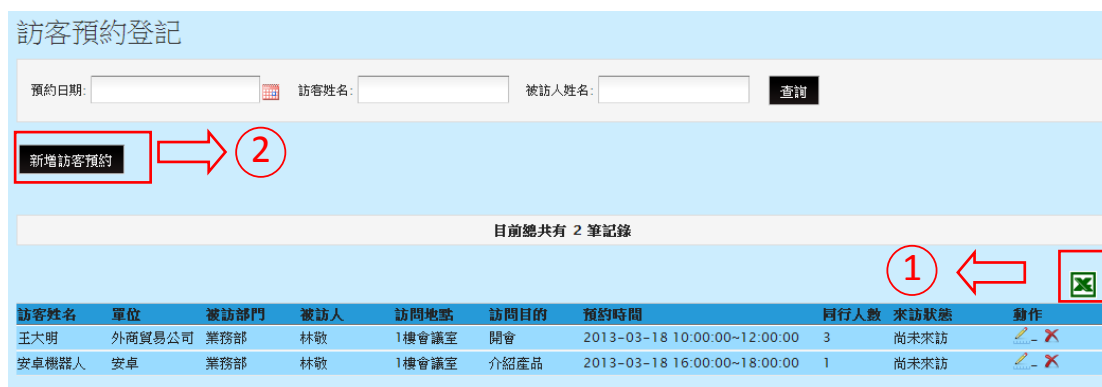 訪客預約登記
預約日期: 訪客姓名: 被訪人姓名: 查詢
新增訪客預約 ②
目前總共有 2 筆記錄
①
訪客姓名 單位 被訪部門 被訪人 訪問地點 訪問目的 預約時間 同行人數 來訪狀態 動作
王大明 外商貿易公司 業務部 林敬 1樓會議室 開會 2013-03-18 10:00:00~12:00:00 3 尚未來訪
安卓機器人 安卓 業務部 林敬 1樓會議室 介紹產品 2013-03-18 16:00:00~18:00:00 1 尚未來訪